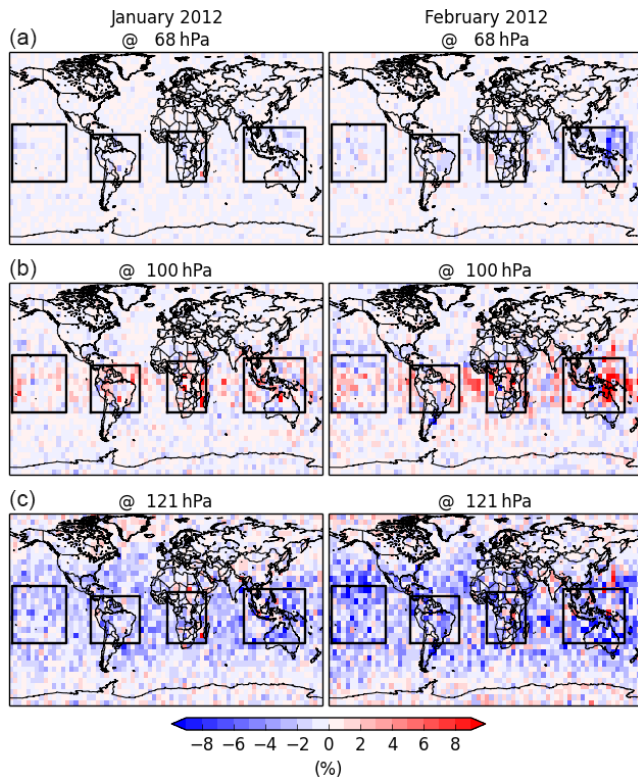 January 2012
February 2012
(a)
@ 68 hPa
@ 68 hPa
(b)
@ 100 hPa
@ 100 hPa
(c)
@ 121 hPa
@ 121 hPa
−8 −6 −4 −2 0 2 4 6 8
(%)